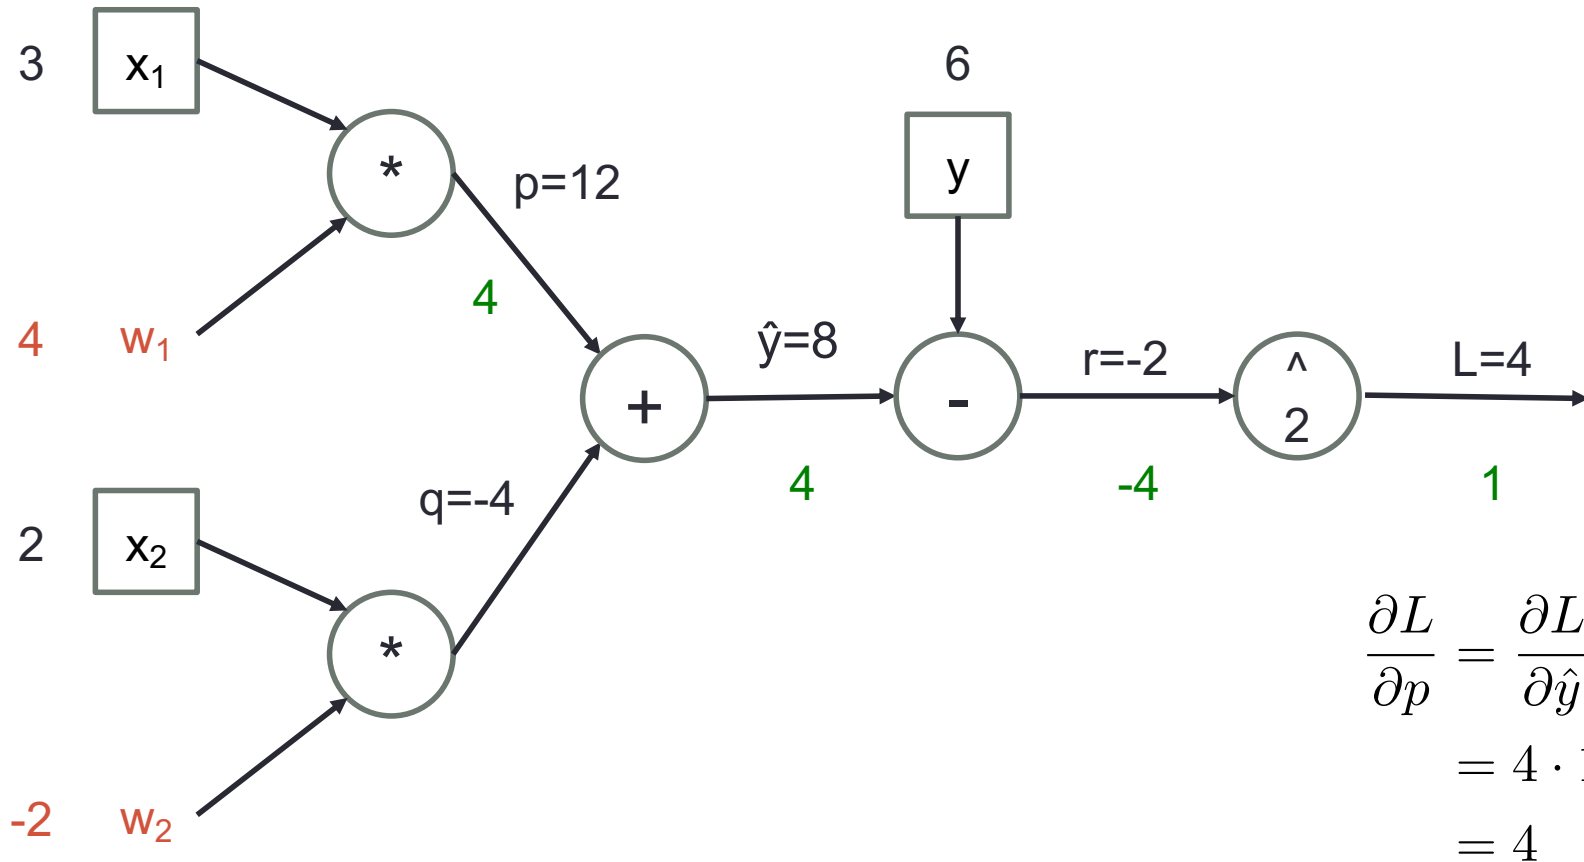 3 x₁
*
p=12
4
4 w₁
6
y
+
ŷ=8
4
-
r=-2
-4
^
2
L=4
1
2 x₂
*
q=-4
-2 w₂
∂L/∂p = ∂L/∂ŷ
= 4 ·
= 4